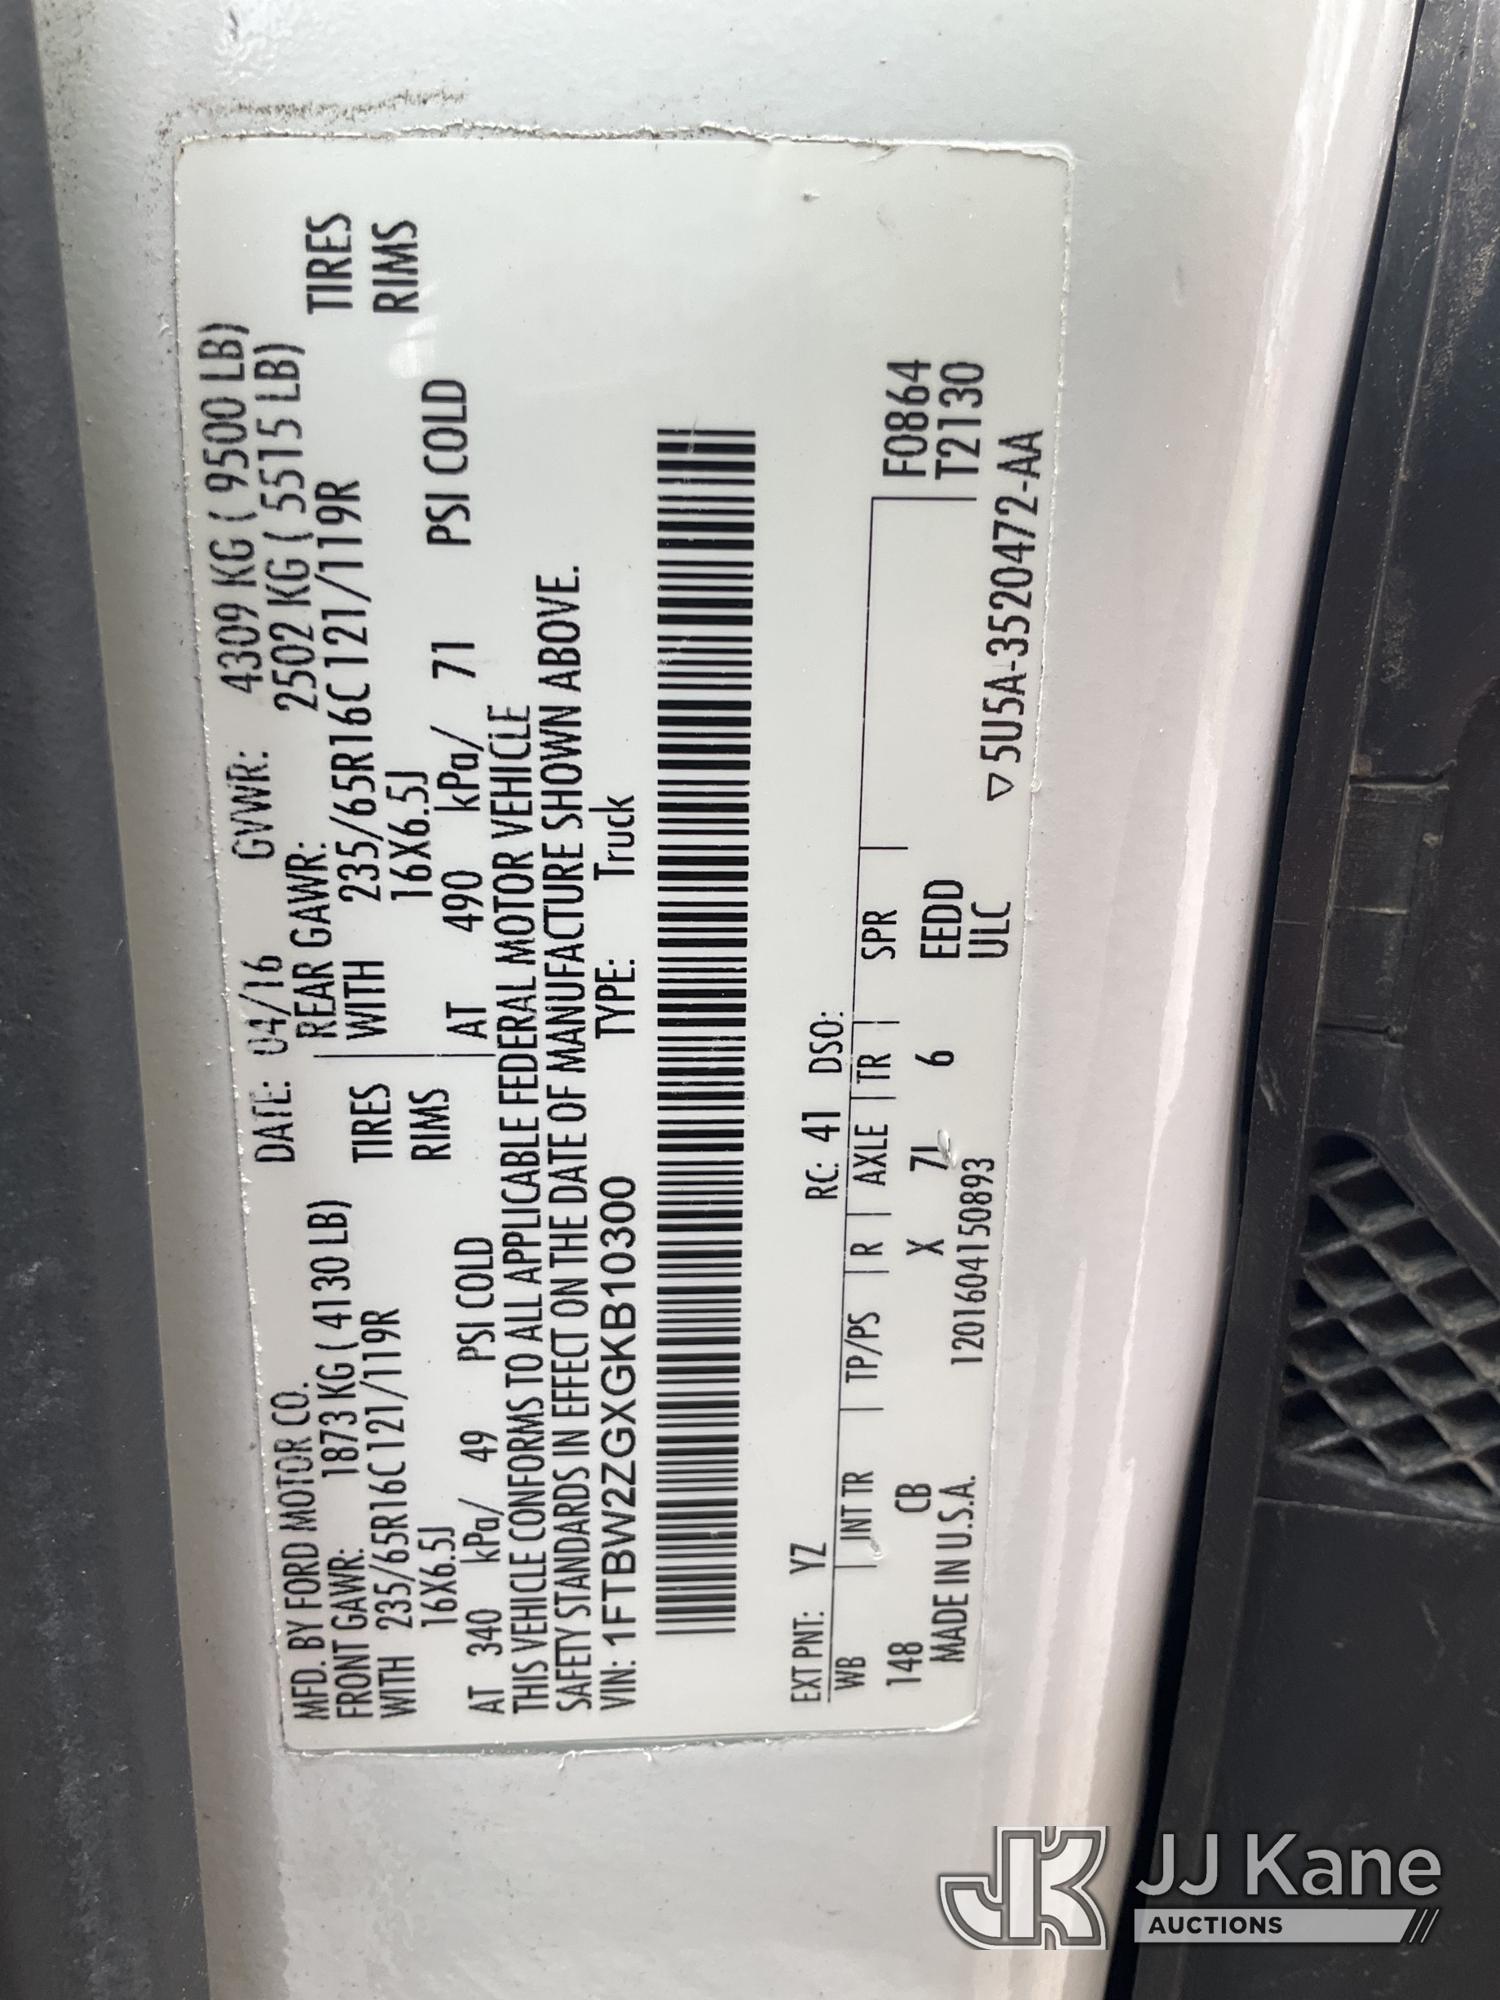 MFD. BY FORD MOTOR CO. DATE: 04/16 GVWR: 4309 KG ( 9500 LB)
FRONT GAWR: 1873 KG ( 4130 LB) REAR GAWR: 2502 KG ( 5515 LB)
WITH 235/65R16C 121/119R TIRES WITH 235/65R16C 121/119R TIRES
16X6.5J RIMS 16X6.5J RIMS
AT 340 kPa/ 49 PSI COLD AT 490 kPa/ 71 PSI COLD
THIS VEHICLE CONFORMS TO ALL APPLICABLE FEDERAL MOTOR VEHICLE
SAFETY STANDARDS IN EFFECT ON THE DATE OF MANUFACTURE SHOWN ABOVE.
VIN: 1FTBW2ZGXGKB10300 TYPE: Truck
EXT PNT: YZ RC: 41 DSO:
WB INT TR TP/PS R AXLE TR SPR F0864
148 CB X 7L 6 EEDD T2130
MADE IN U.S.A. 1201604150893 ULC
▽ 5U5A-3520472-AA
JJ Kane
AUCTIONS